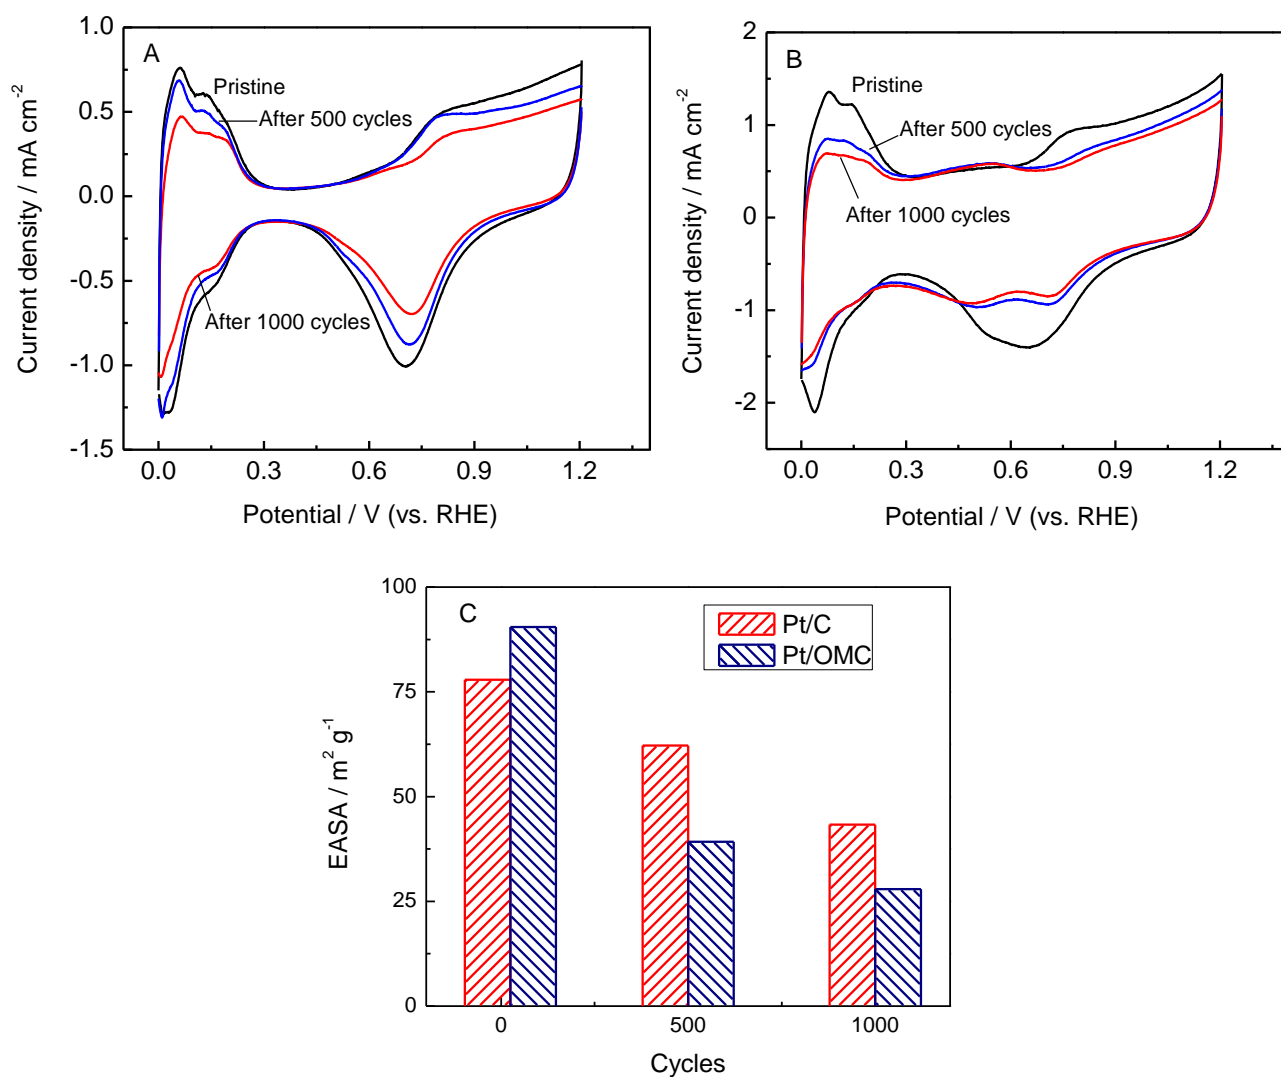 A
Pristine
After 500 cycles
After 1000 cycles
1.0
0.5
0.0
-0.5
-1.0
-1.5
0.0 0.3 0.6 0.9 1.2
Current density / mA cm-2
Potential / V (vs. RHE)
B
Pristine
After 500 cycles
After 1000 cycles
2
1
0
-1
-2
0.0 0.3 0.6 0.9 1.2
Current density / mA cm-2
Potential / V (vs. RHE)
C
Pt/C
Pt/OMC
100
75
50
25
0
0 500 1000
EASA / m2 g-1
Cycles